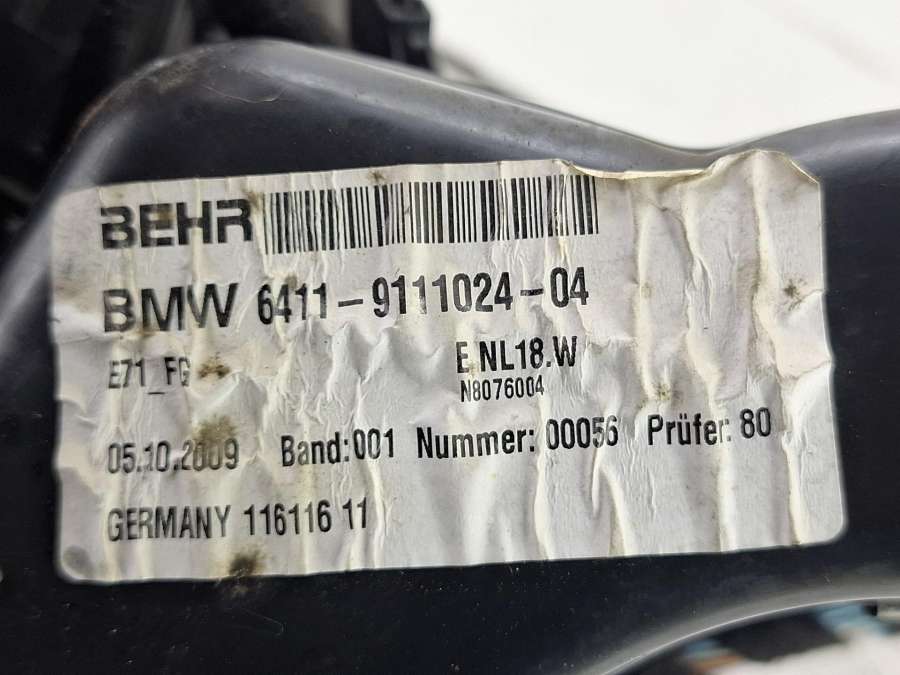 BEHR
BMW 6411-9111024-04
E71_FG E NL18.W
N8076004
05.10.2009 Band:001 Nummer: 00056 Prüfer: 80
GERMANY 116116 11